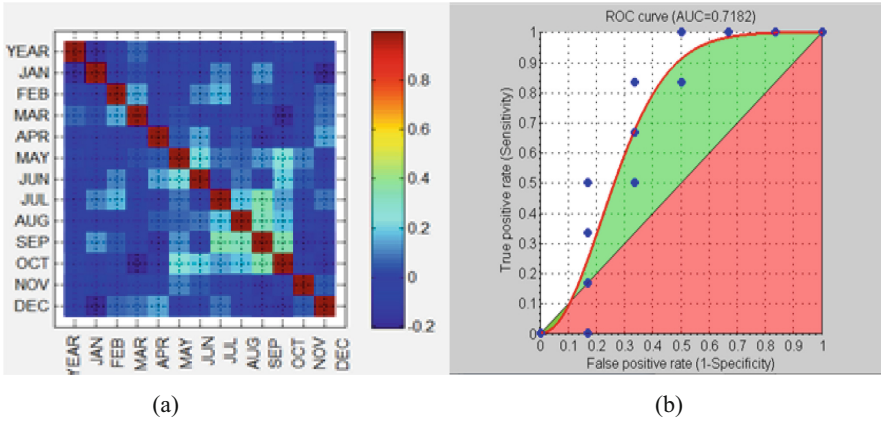 YEAR
JAN
FEB
MAR
APR
MAY
JUN
JUL
AUG
SEP
OCT
NOV
DEC
YEAR
JAN
FEB
MAR
APR
MAY
JUN
JUL
AUG
SEP
OCT
NOV
DEC
0.8
0.6
0.4
0.2
0
-0.2
(a)
ROC curve (AUC=0.7182)
True positive rate (Sensitivity)
1
0.9
0.8
0.7
0.6
0.5
0.4
0.3
0.2
0.1
0
0 0.1 0.2 0.3 0.4 0.5 0.6 0.7 0.8 0.9 1
False positive rate (1-Specificity)
(b)